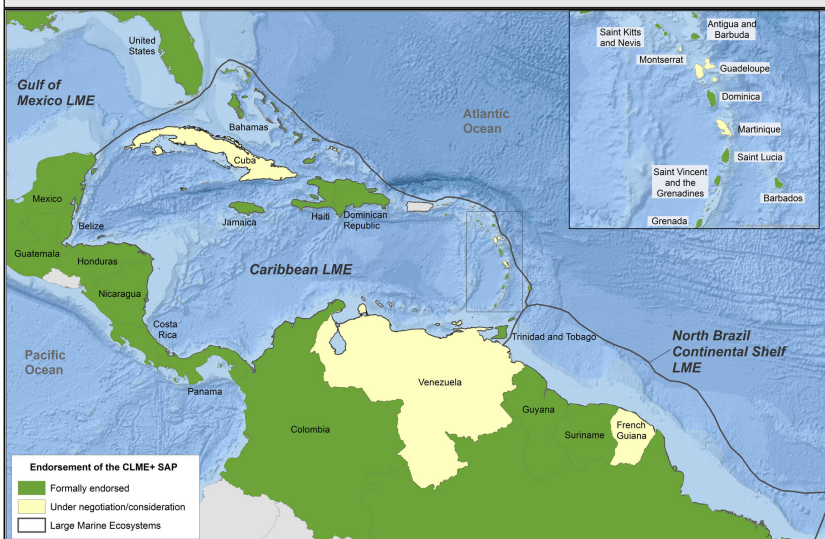 United
States
Gulf of
Mexico LME
Bahamas
Atlantic
Ocean
Cuba
Mexico
Belize
Jamaica
Haiti
Dominican
Republic
Guatemala
Honduras
Nicaragua
Caribbean LME
Costa
Rica
Pacific
Ocean
Panama
Trinidad and Tobago
North Brazil
Continental Shelf
LME
Venezuela
Colombia
Guyana
Suriname
French
Guiana
Saint Kitts
and Nevis
Antigua and
Barbuda
Montserrat
Guadeloupe
Dominica
Martinique
Saint Lucia
Saint Vincent
and the
Grenadines
Barbados
Grenada
Endorsement of the CLME+ SAP
Formally endorsed
Under negotiation/consideration
Large Marine Ecosystems